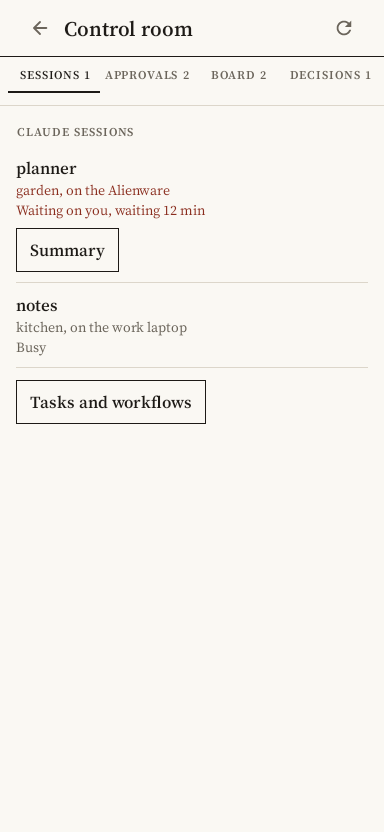 Control room
SESSIONS 1 APPROVALS 2 BOARD 2 DECISIONS 1
CLAUDE SESSIONS
planner
garden, on the Alienware
Waiting on you, waiting 12 min
Summary
notes
kitchen, on the work laptop
Busy
Tasks and workflows